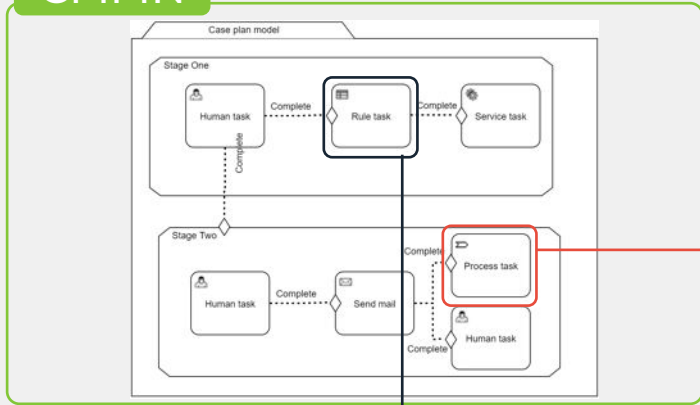 CMMN
Case plan model
Stage One
Human task
Complete
Rule task
Complete
Service task
Complete
Stage Two
Human task
Complete
Send mail
Complete
Process task
Complete
Human task